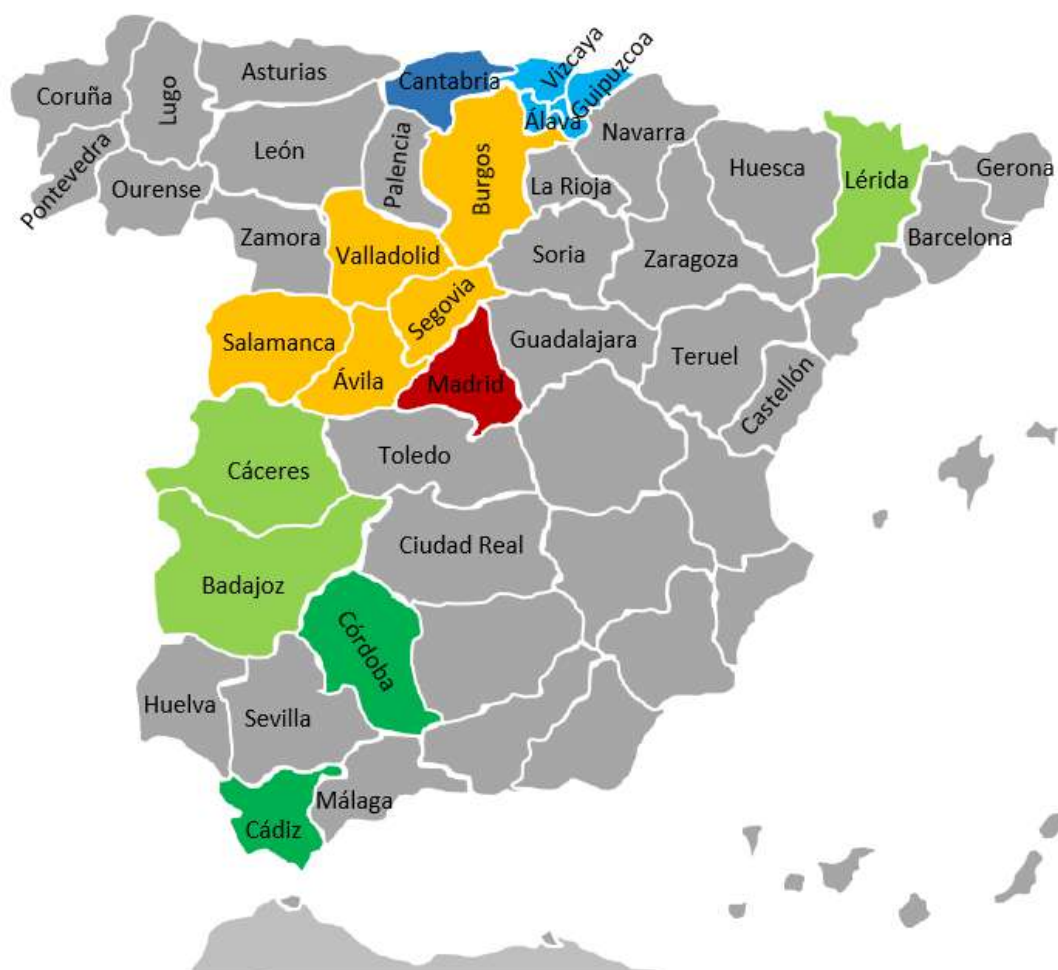 Coruña
Lugo
Asturias
Cantabria
Vizcaya
Guipuzcoa
Álava
Navarra
Pontevedra
Ourense
León
Palencia
Burgos
La Rioja
Huesca
Lérida
Gerona
Barcelona
Zamora
Valladolid
Soria
Zaragoza
Segovia
Salamanca
Ávila
Madrid
Guadalajara
Teruel
Castellón
Toledo
Cáceres
Ciudad Real
Badajoz
Córdoba
Huelva
Sevilla
Málaga
Cádiz